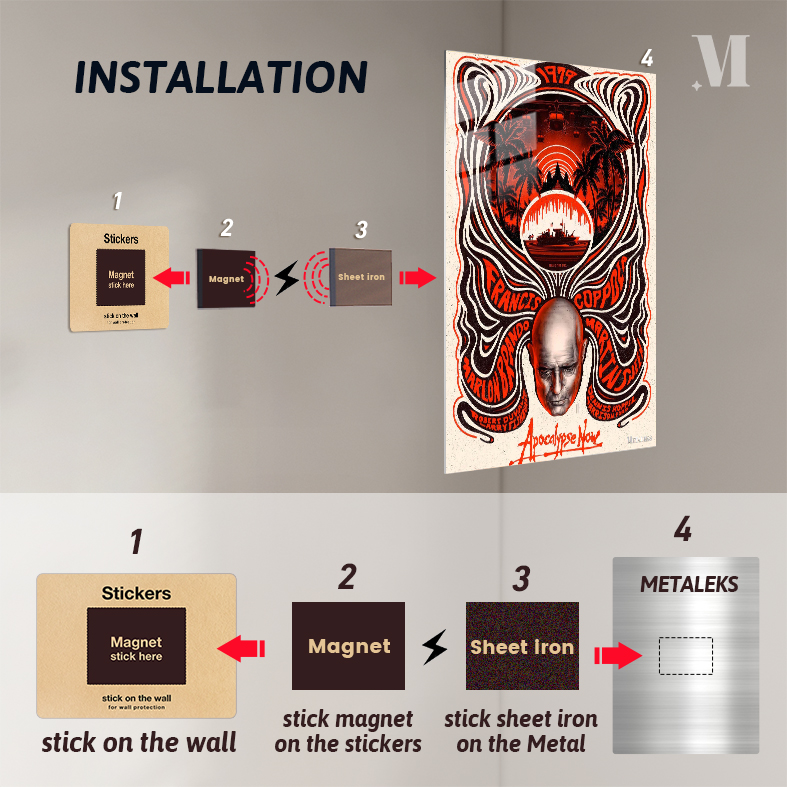 INSTALLATION
M
4
1979
1
2
3
Stickers
Magnet
stick here
stick on the wall
for wall protection
Magnet
Sheet iron
FRANCIS COPPOLA
MARLON BRANDO
MARTIN SHEEN
Apocalypse Now
1
2
3
4
Stickers
Magnet
stick here
stick on the wall
for wall protection
Magnet
Sheet iron
METALEKS
stick on the wall
stick magnet
on the stickers
stick sheet iron
on the Metal